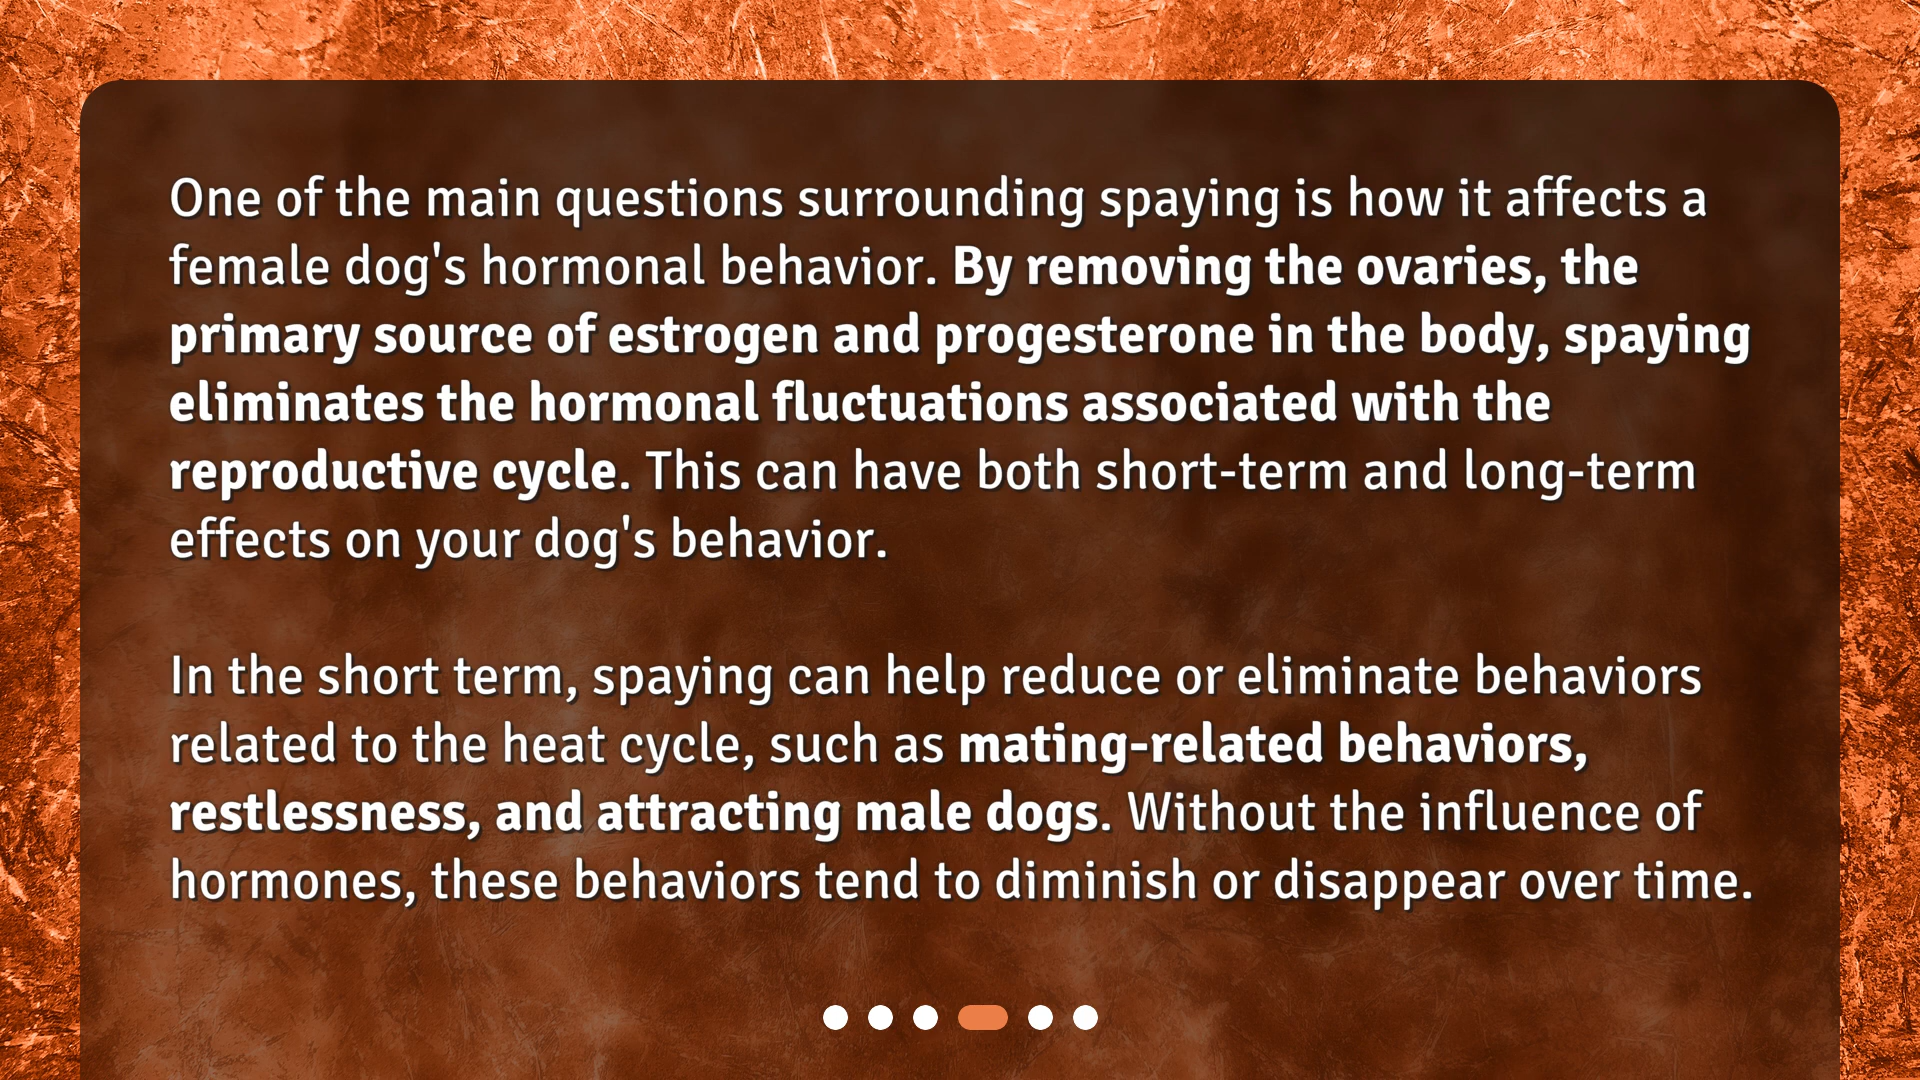 One of the main questions surrounding spaying is how it affects a
female dog's hormonal behavior. By removing the ovaries, the
primary source of estrogen and progesterone in the body, spaying
eliminates the hormonal fluctuations associated with the
reproductive cycle. This can have both short-term and long-term
effects on your dog's behavior.
In the short term, spaying can help reduce or eliminate behaviors
related to the heat cycle, such as mating-related behaviors,
restlessness, and attracting male dogs. Without the influence of
hormones, these behaviors tend to diminish or disappear over time.